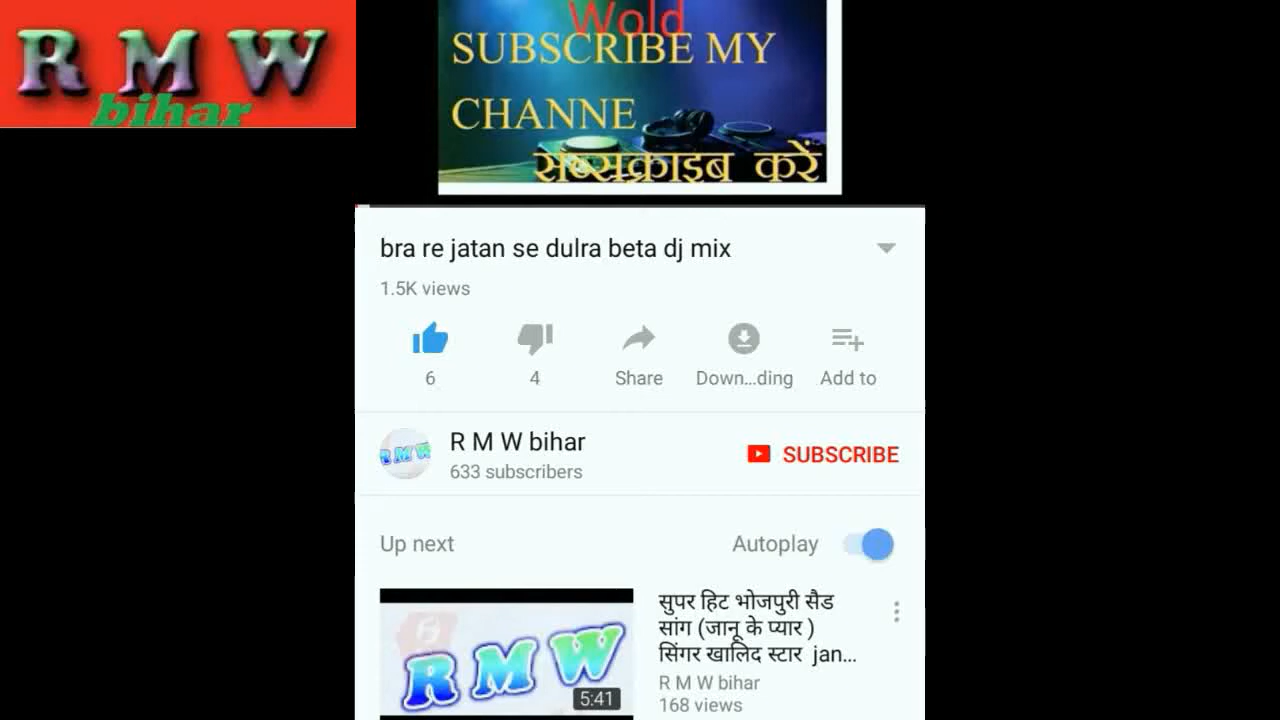 R M W
bihar
Wold
SUBSCRIBE MY
CHANNE
सब्सक्राइब करें
bra re jatan se dulra beta dj mix
1.5K views
6
4
Share
Down...ding
Add to
R M W
R M W bihar
633 subscribers
SUBSCRIBE
Up next
Autoplay
R M W
5:41
सुपर हिट भोजपुरी सैड
सांग (जानू के प्यार )
सिंगर खालिद स्टार jan...
R M W bihar
168 views